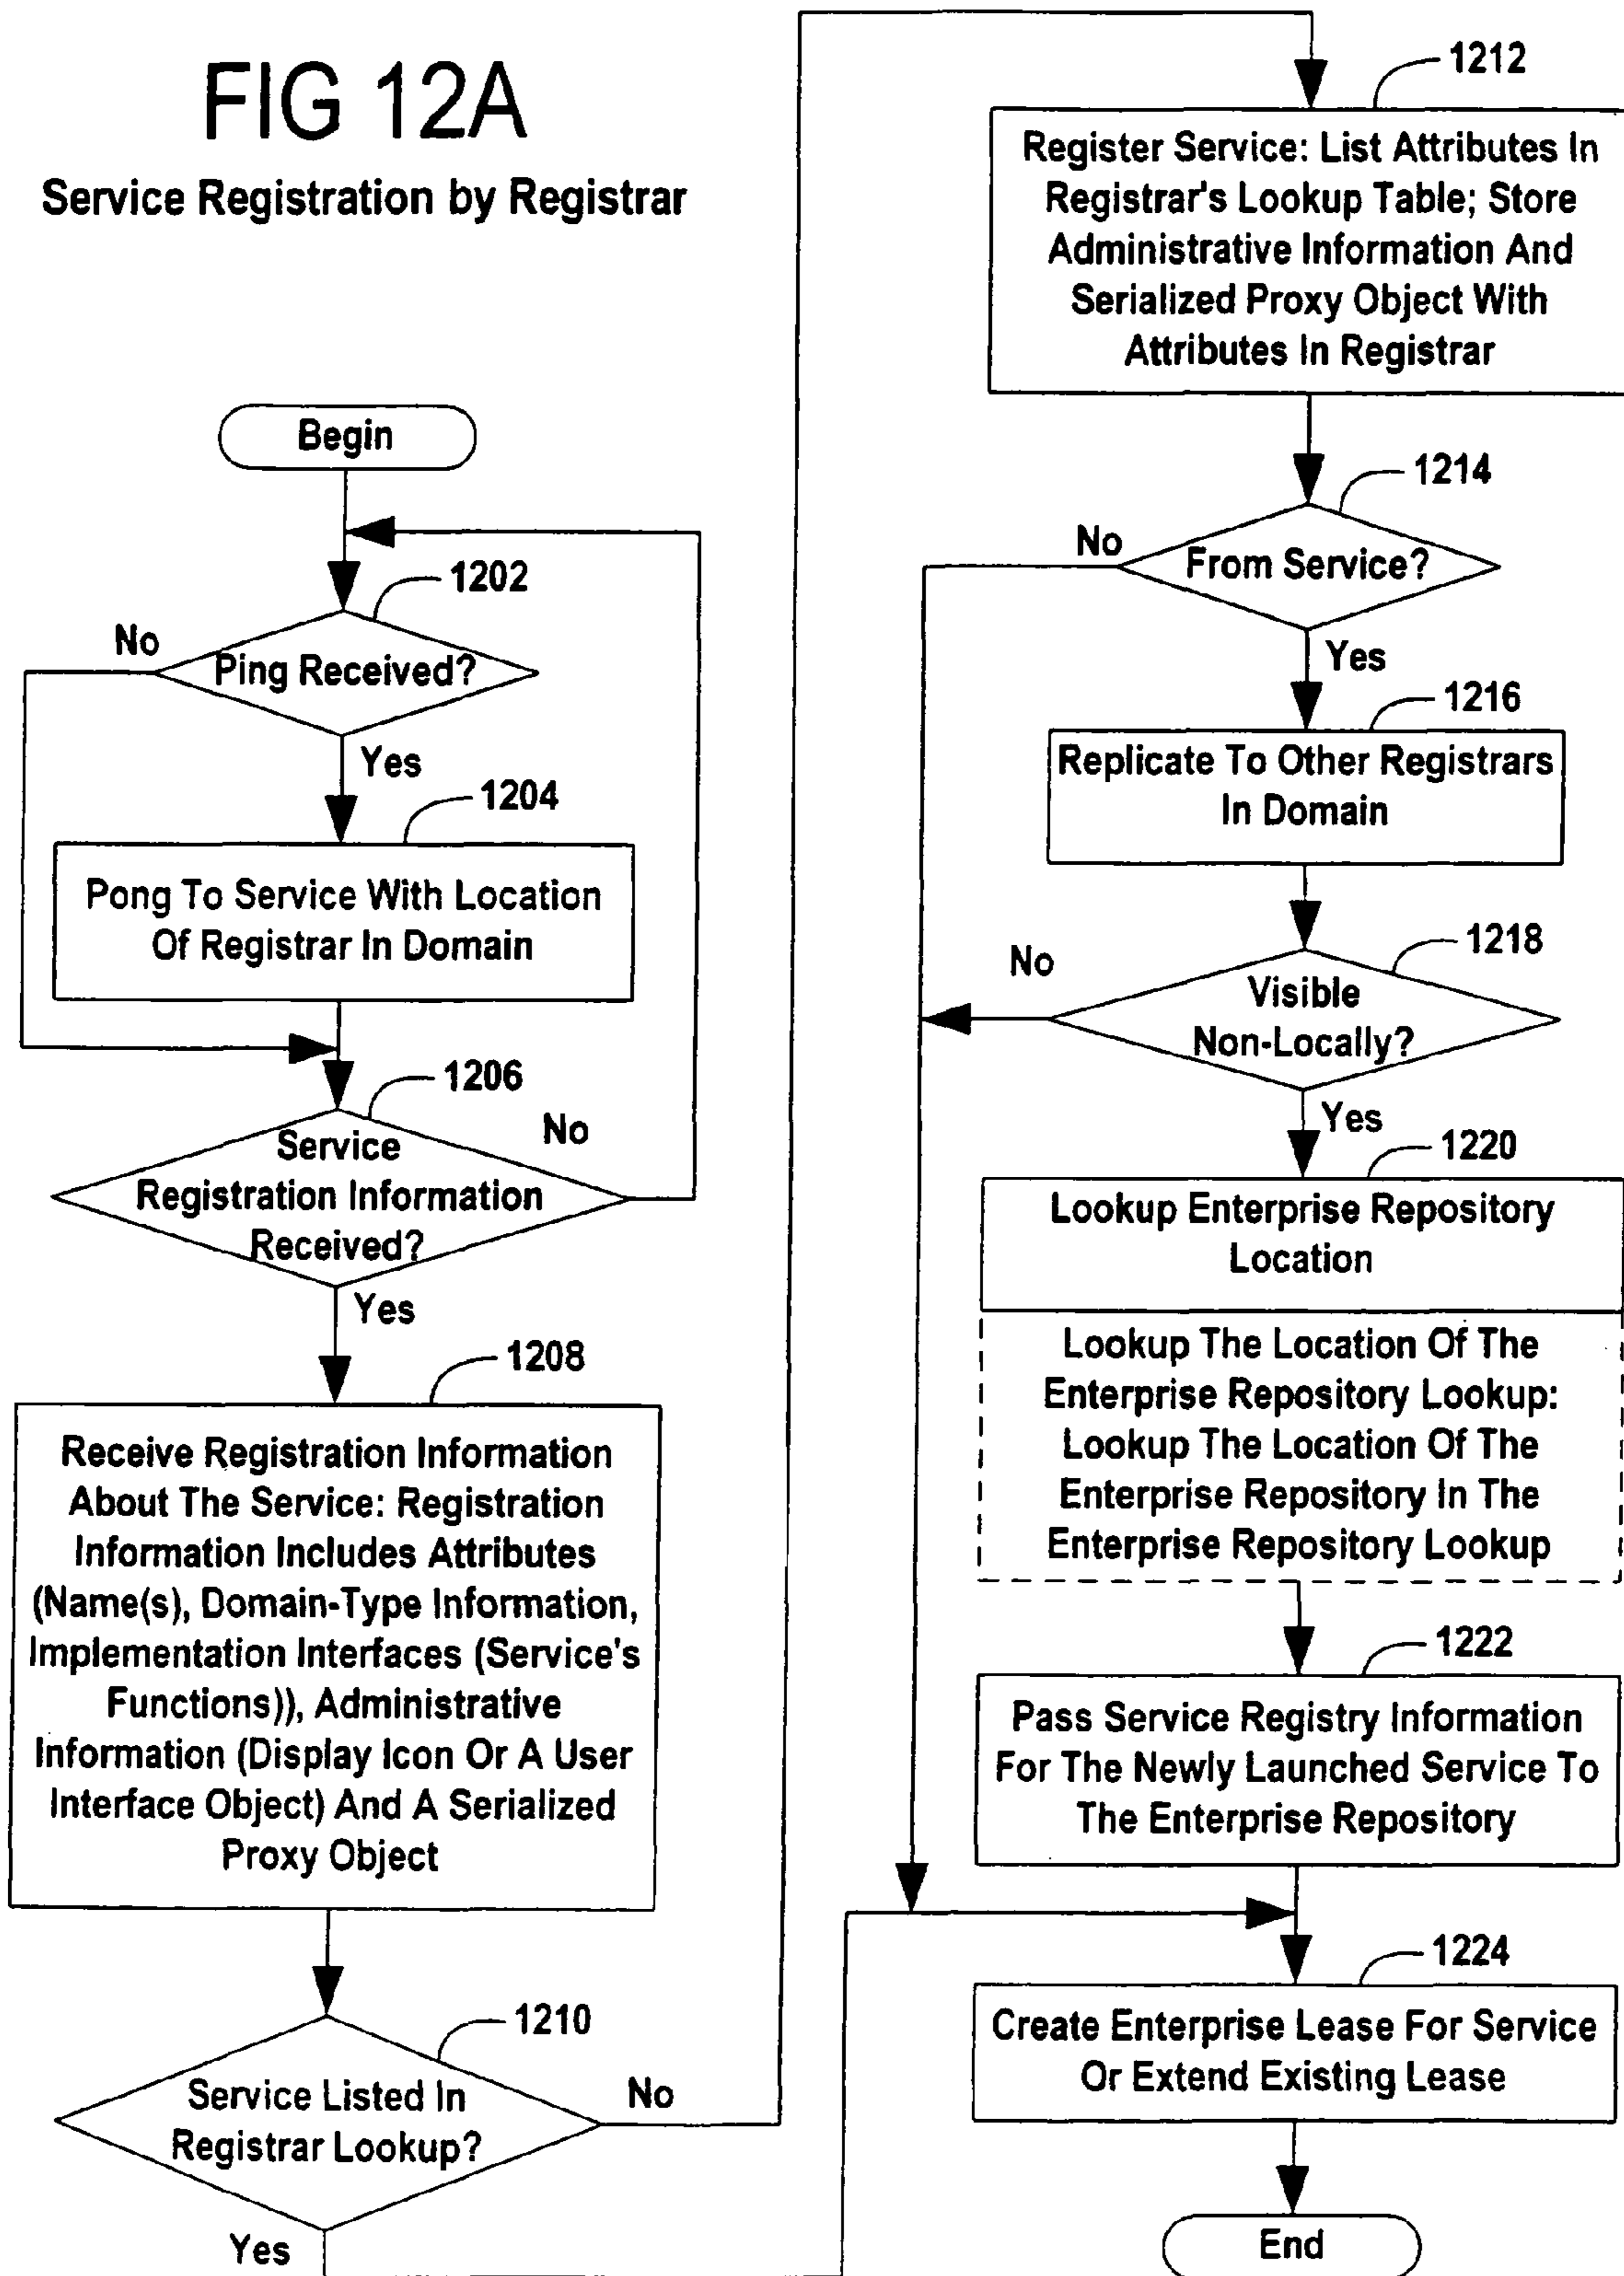 FIG 12A
Service Registration by Registrar
Begin
1202
No
Ping Received?
Yes
1204
Pong To Service With Location
Of Registrar In Domain
1206
Service
Registration Information
Received?
No
Yes
1208
Receive Registration Information
About The Service: Registration
Information Includes Attributes
(Name(s), Domain-Type Information,
Implementation Interfaces (Service's
Functions)), Administrative
Information (Display Icon Or A User
Interface Object) And A Serialized
Proxy Object
1210
Service Listed In
Registrar Lookup?
No
Yes
1212
Register Service: List Attributes In
Registrar's Lookup Table; Store
Administrative Information And
Serialized Proxy Object With
Attributes In Registrar
1214
No
From Service?
Yes
1216
Replicate To Other Registrars
In Domain
1218
No
Visible
Non-Locally?
Yes
1220
Lookup Enterprise Repository
Location
Lookup The Location Of The
Enterprise Repository Lookup:
Lookup The Location Of The
Enterprise Repository In The
Enterprise Repository Lookup
1222
Pass Service Registry Information
For The Newly Launched Service To
The Enterprise Repository
1224
Create Enterprise Lease For Service
Or Extend Existing Lease
End